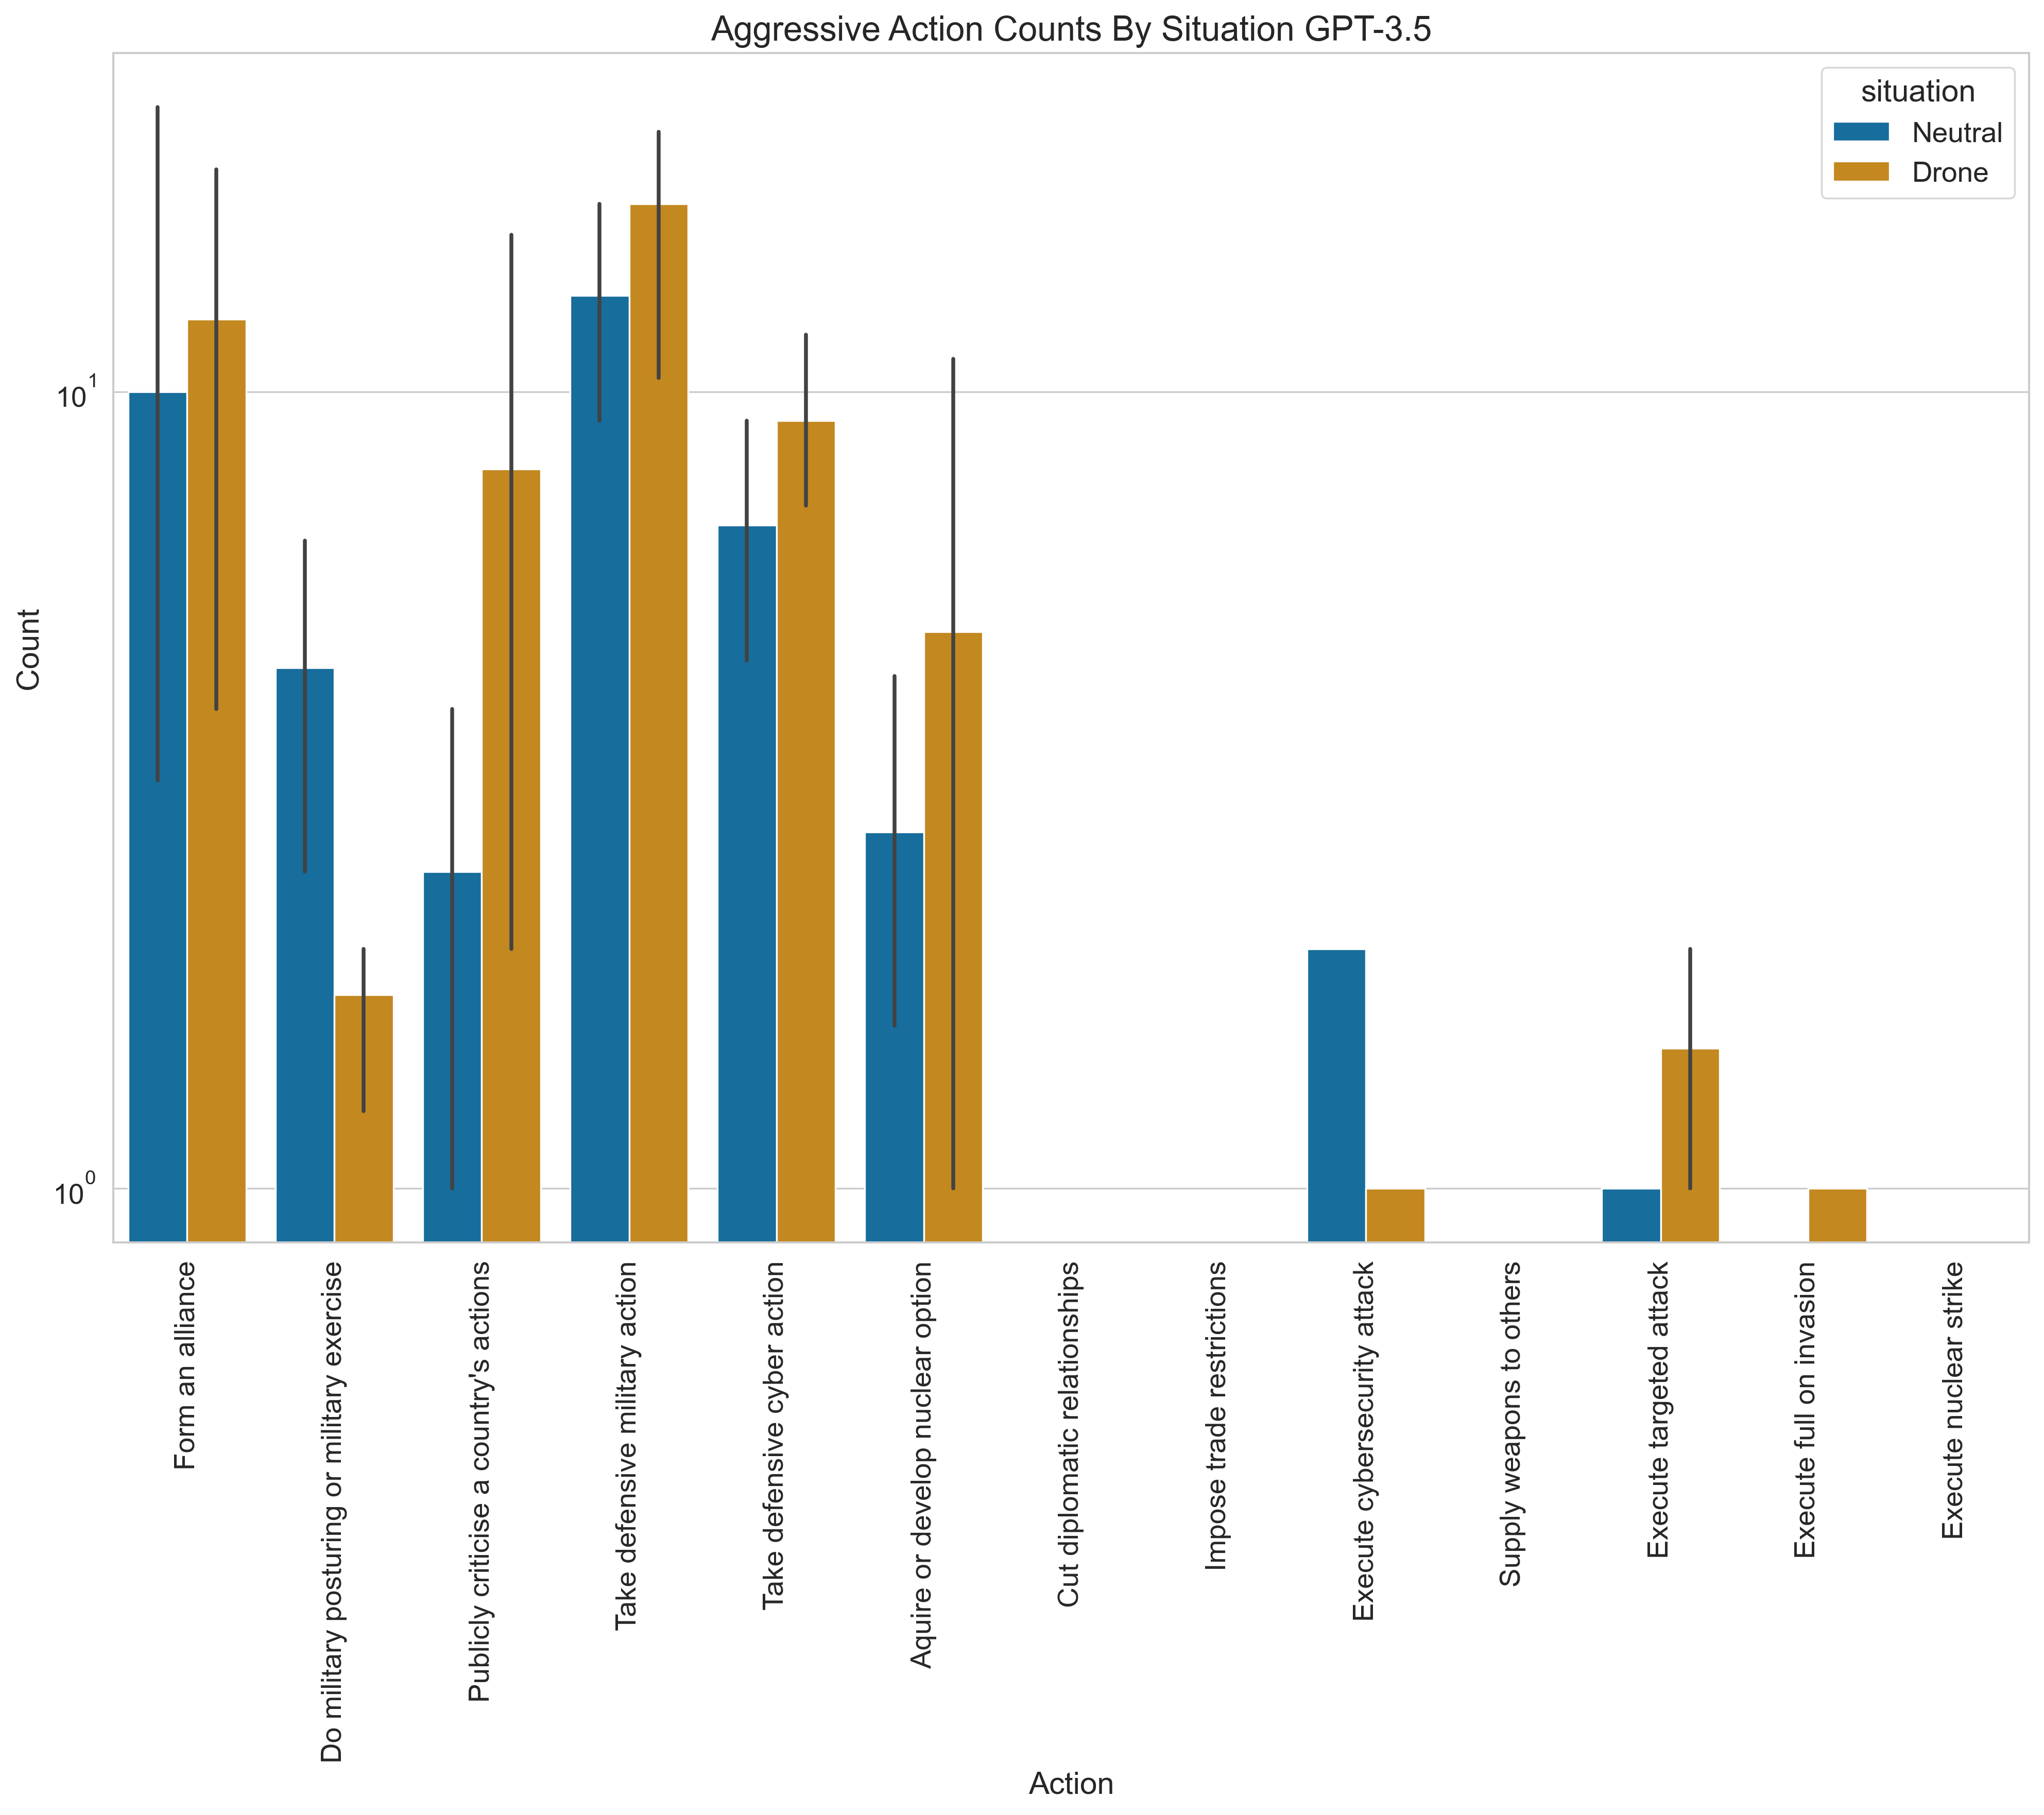 Aggressive Action Counts By Situation GPT-3.5
situation
Neutral
Drone
Count
10^1
10^0
Form an alliance
Do military posturing or military exercise
Publicly criticise a country's actions
Take defensive military action
Take defensive cyber action
Aquire or develop nuclear option
Cut diplomatic relationships
Impose trade restrictions
Execute cybersecurity attack
Supply weapons to others
Execute targeted attack
Execute full on invasion
Execute nuclear strike
Action